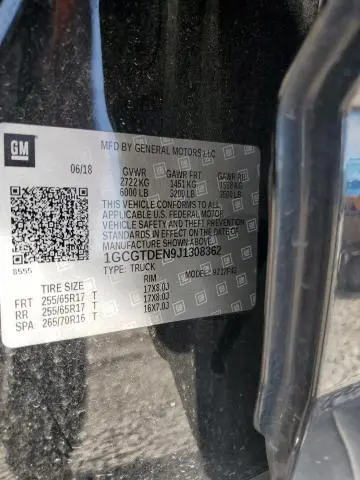 GM
MFD BY GENERAL MOTORS LLC
06/18 GVWR GAWR FRT GAWR RR
2722 KG 1451 KG 1588 KG
6000 LB 3200 LB 3500 LB
THIS VEHICLE CONFORMS TO ALL
APPLICABLE U.S. FEDERAL MOTOR
VEHICLE SAFETY AND THEFT PREVENTION
STANDARDS IN EFFECT ON THE DATE OF
MANUFACTURE SHOWN ABOVE.
1GCGTDEN9J1308362
8555 TYPE: TRUCK
TIRE SIZE RIM
FRT 255/65R17 T 17X8.0J
RR 255/65R17 T 17X8.0J
SPA 265/70R16 T 16X7.0J